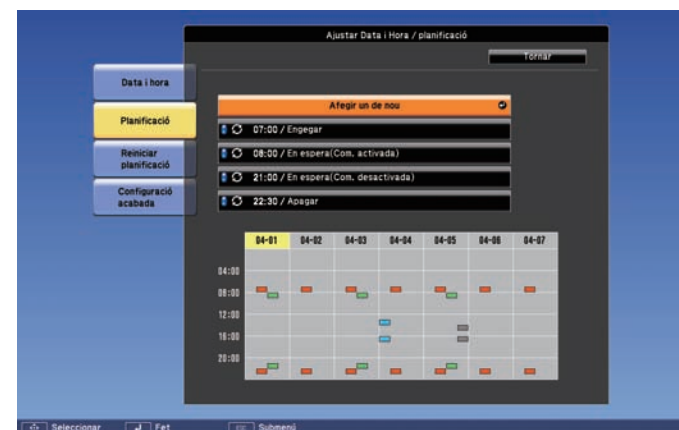 Ajustar Data i Hora / planificació
Tornar
Data i hora
Planificació
Reiniciar
planificació
Configuració
acabada
Afegir un de nou
07:00 / Engegar
08:00 / En espera(Com. activada)
21:00 / En espera(Com. desactivada)
22:30 / Apagar
04-01 04-02 04-03 04-04 04-05 04-06 04-07
04:00
08:00
12:00
16:00
20:00
Seleccionar Fet Submenú